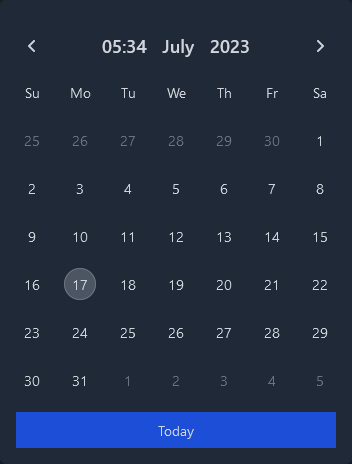 05:34 July 2023
Su Mo Tu We Th Fr Sa
25 26 27 28 29 30 1
2 3 4 5 6 7 8
9 10 11 12 13 14 15
16 17 18 19 20 21 22
23 24 25 26 27 28 29
30 31 1 2 3 4 5
Today